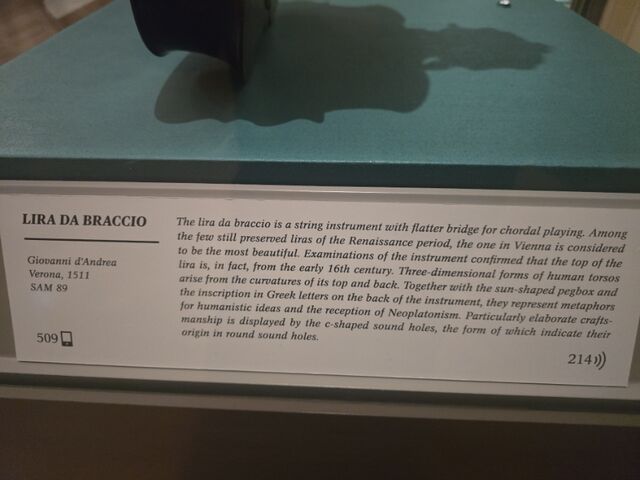 LIRA DA BRACCIO
Giovanni d'Andrea
Verona, 1511
SAM 89
509
The lira da braccio is a string instrument with flatter bridge for chordal playing. Among
the few still preserved liras of the Renaissance period, the one in Vienna is considered
to be the most beautiful. Examinations of the instrument confirmed that the top of the
lira is, in fact, from the early 16th century. Three-dimensional forms of human torsos
arise from the curvatures of its top and back. Together with the sun-shaped pegbox and
the inscription in Greek letters on the back of the instrument, they represent metaphors
for humanistic ideas and the reception of Neoplatonism. Particularly elaborate crafts-
manship is displayed by the c-shaped sound holes, the form of which indicate their
origin in round sound holes.
214